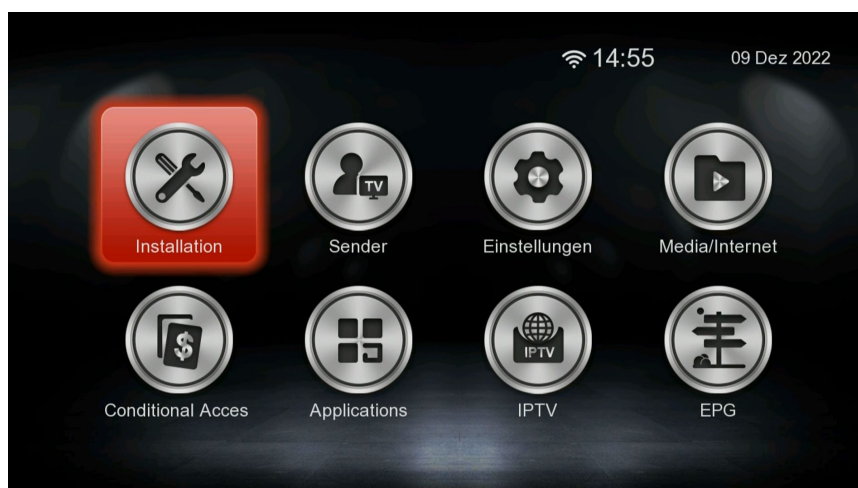 14:55 09 Dez 2022
TV
Installation Sender Einstellungen Media/Internet
$ IPTV
Conditional Acces Applications IPTV EPG